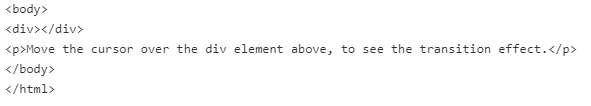 <body>
<div></div>
<p>Move the cursor over the div element above, to see the transition effect.</p>
</body>
</html>